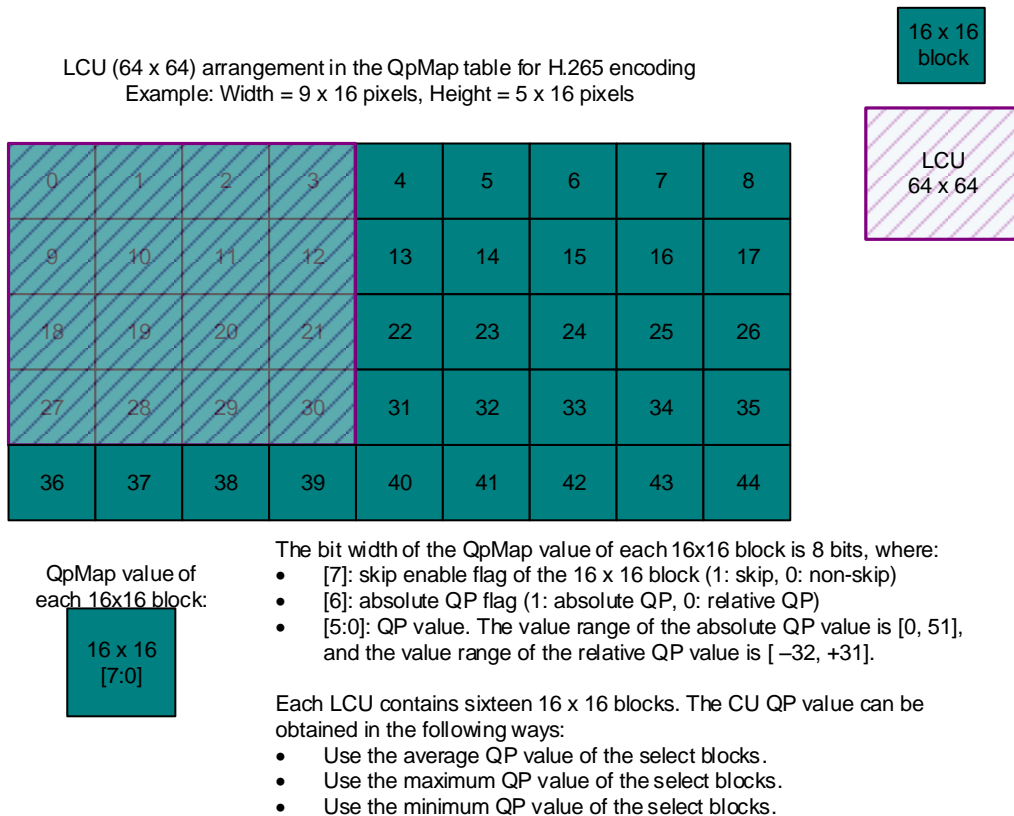 16 x 16
block
LCU (64 x 64) arrangement in the QpMap table for H.265 encoding
Example: Width = 9 x 16 pixels, Height = 5 x 16 pixels
LCU
64 x 64
0 1 2 3 4 5 6 7 8
9 10 11 12 13 14 15 16 17
18 19 20 21 22 23 24 25 26
27 28 29 30 31 32 33 34 35
36 37 38 39 40 41 42 43 44
QpMap value of
each 16x16 block:
16 x 16
[7:0]
The bit width of the QpMap value of each 16x16 block is 8 bits, where:
• [7]: skip enable flag of the 16 x 16 block (1: skip, 0: non-skip)
• [6]: absolute QP flag (1: absolute QP, 0: relative QP)
• [5:0]: QP value. The value range of the absolute QP value is [0, 51],
and the value range of the relative QP value is [ –32, +31].
Each LCU contains sixteen 16 x 16 blocks. The CU QP value can be
obtained in the following ways:
• Use the average QP value of the select blocks.
• Use the maximum QP value of the select blocks.
• Use the minimum QP value of the select blocks.